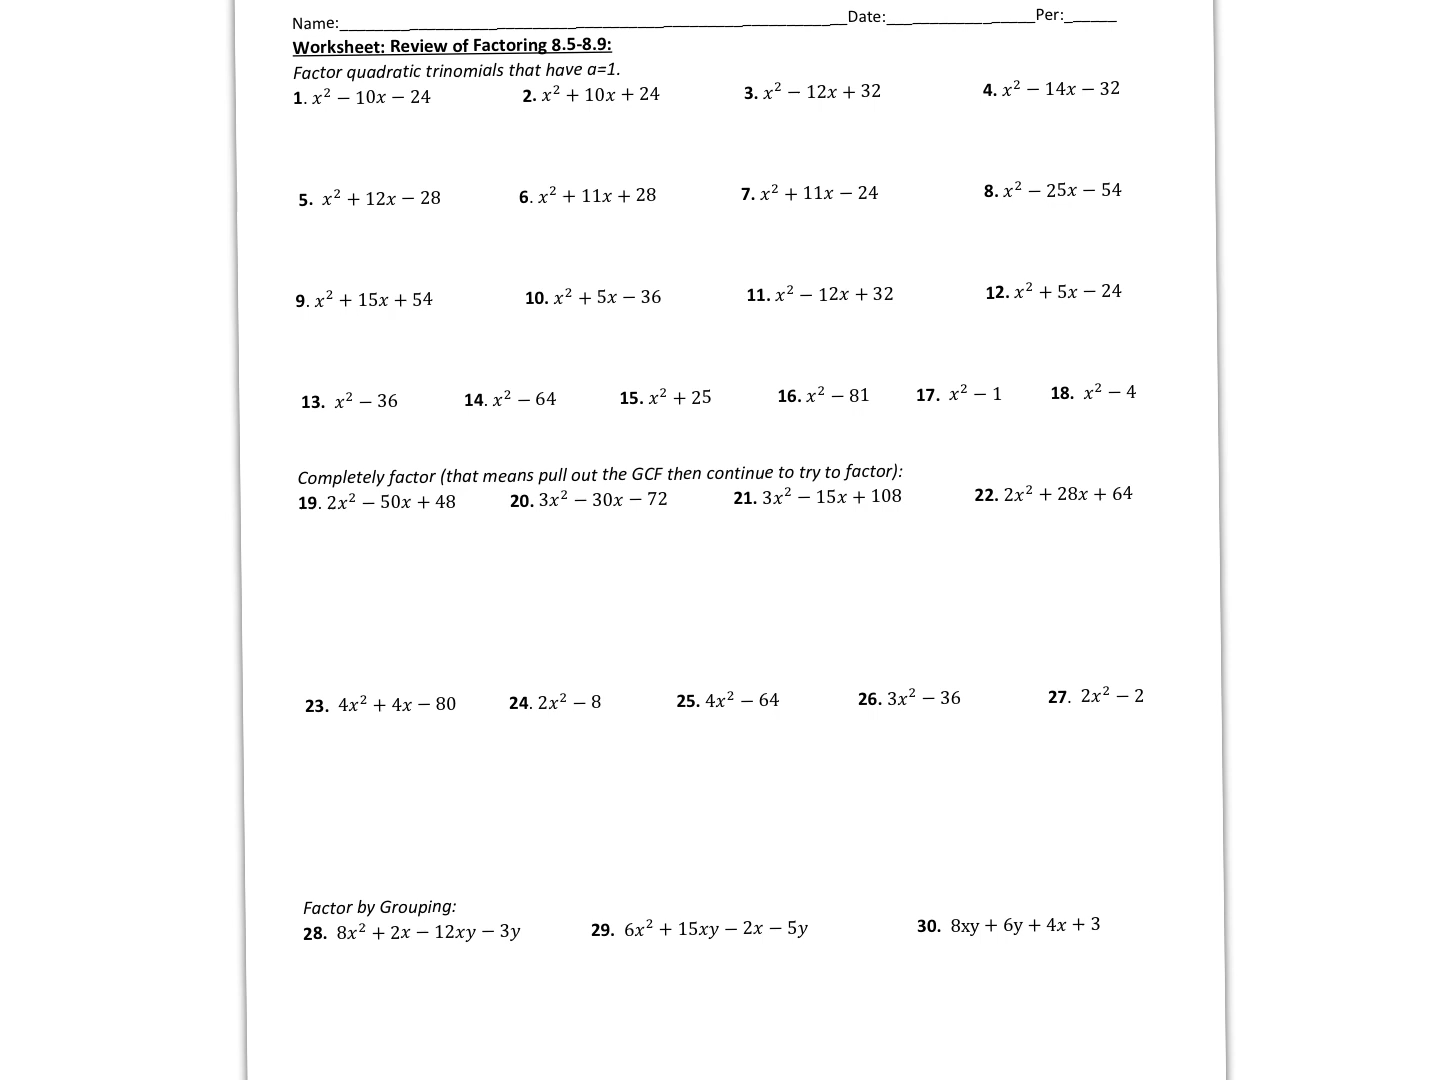 Name:____________________________________________________________Date:_________________Per:______
Worksheet: Review of Factoring 8.5-8.9:
Factor quadratic trinomials that have a=1.
1. x² − 10x − 24 2. x² + 10x + 24 3. x² − 12x + 32 4. x² − 14x − 32
5. x² + 12x − 28 6. x² + 11x + 28 7. x² + 11x − 24 8. x² − 25x − 54
9. x² + 15x + 54 10. x² + 5x − 36 11. x² − 12x + 32 12. x² + 5x − 24
13. x² − 36 14. x² − 64 15. x² + 25 16. x² − 81 17. x² − 1 18. x² − 4
Completely factor (that means pull out the GCF then continue to try to factor):
19. 2x² − 50x + 48 20. 3x² − 30x − 72 21. 3x² − 15x + 108 22. 2x² + 28x + 64
23. 4x² + 4x − 80 24. 2x² − 8 25. 4x² − 64 26. 3x² − 36 27. 2x² − 2
Factor by Grouping:
28. 8x² + 2x − 12xy − 3y 29. 6x² + 15xy − 2x − 5y 30. 8xy + 6y + 4x + 3